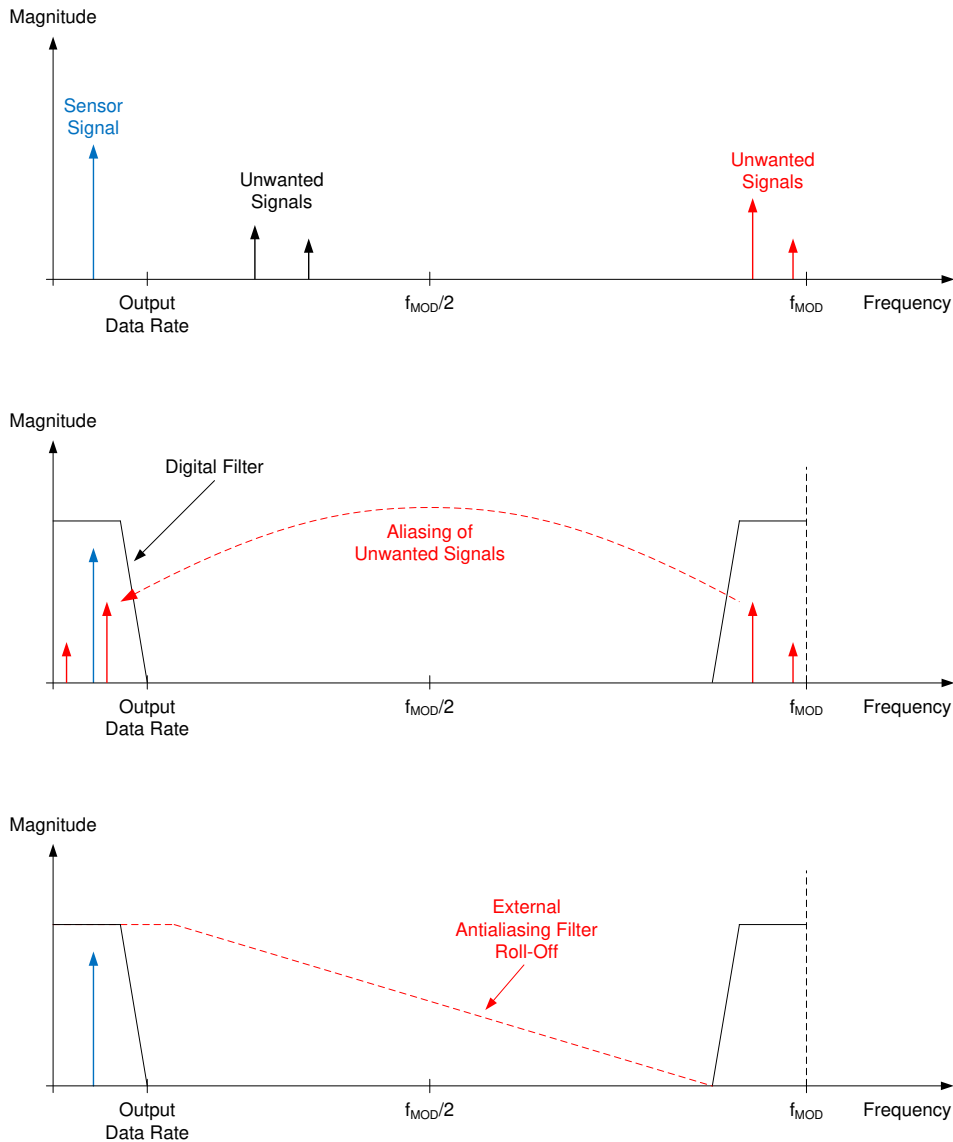 Magnitude
Sensor
Signal
Unwanted
Signals
Unwanted
Signals
Output
Data Rate
fMOD/2
fMOD
Frequency
Magnitude
Digital Filter
Aliasing of
Unwanted Signals
Output
Data Rate
fMOD/2
fMOD
Frequency
Magnitude
External
Antialiasing Filter
Roll-Off
Output
Data Rate
fMOD/2
fMOD
Frequency